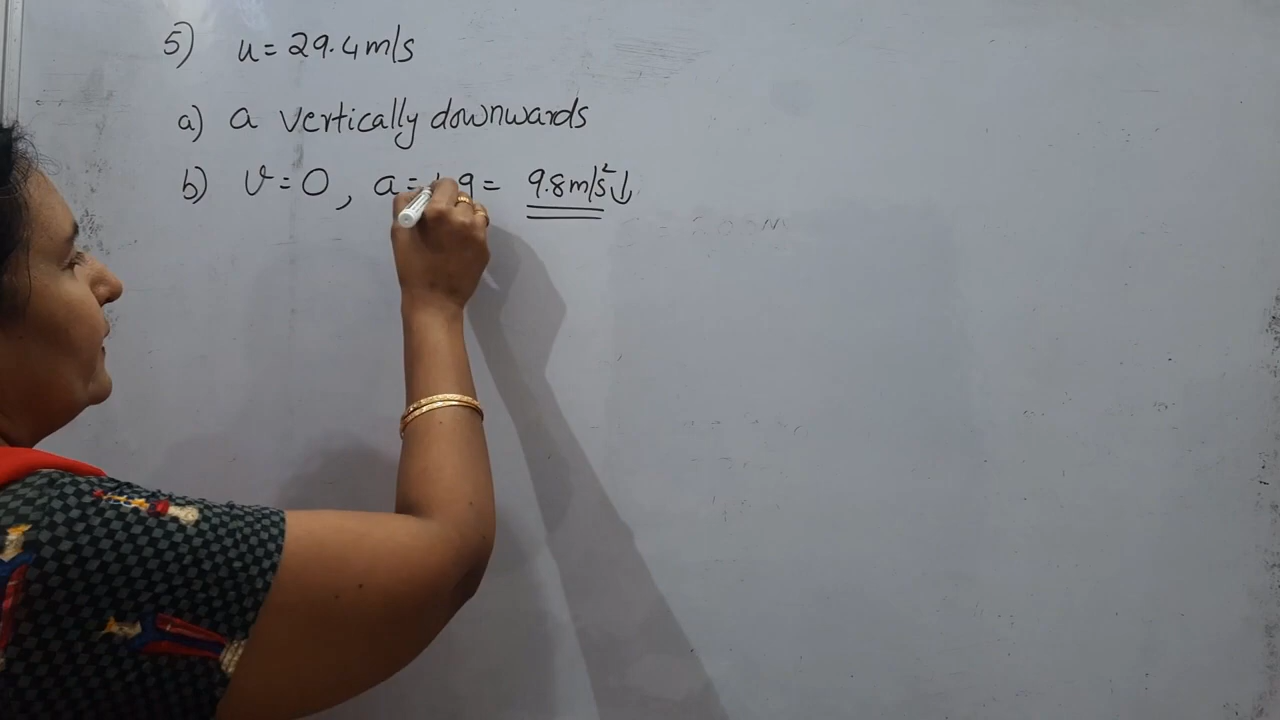 5) u = 29.4 m/s
a) a vertically downwards
b) v = 0, a = g = 9.8 m/s² ↓